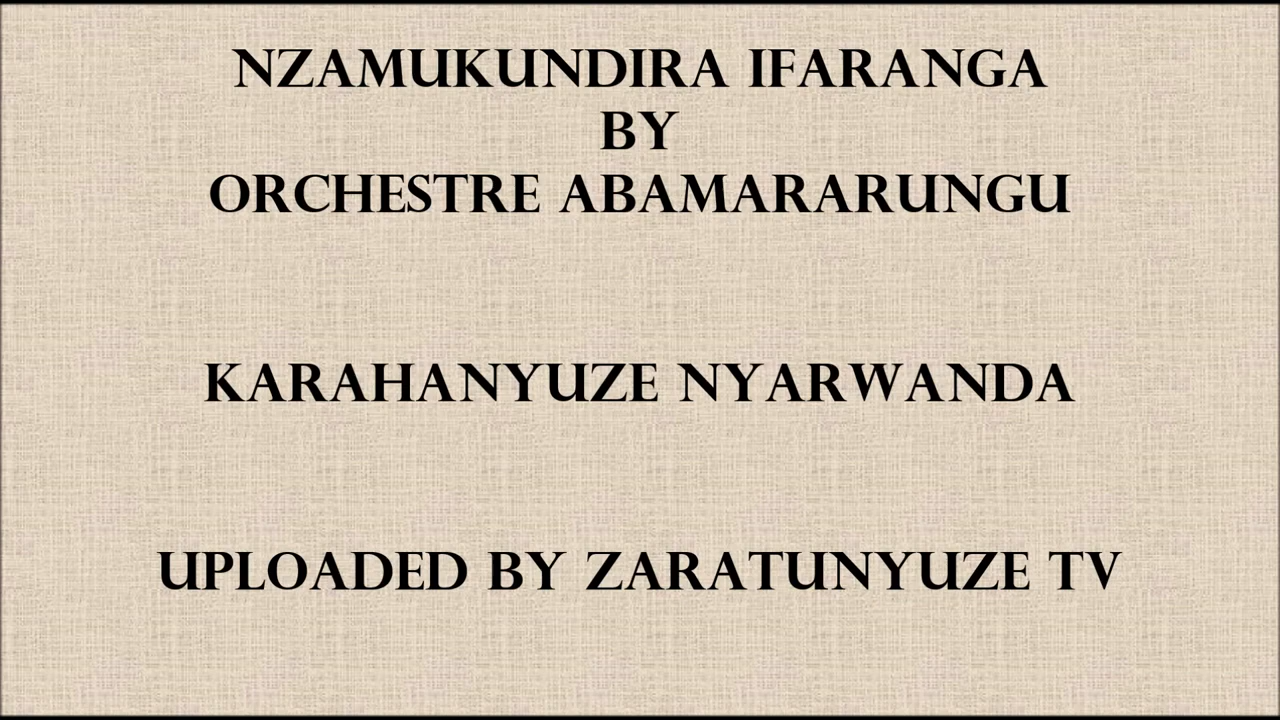 NZAMUKUNDIRA IFARANGA
BY
ORCHESTRE ABAMARARUNGU
KARAHANYUZE NYARWANDA
UPLOADED BY ZARATUNYUZE TV